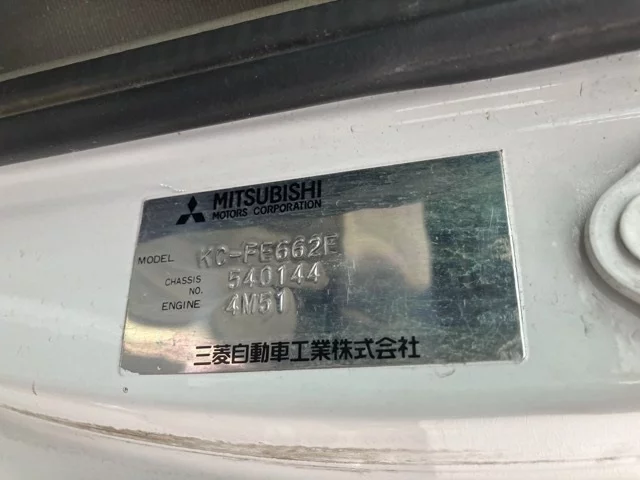 MITSUBISHI
MOTORS CORPORATION
MODEL KC-FE662E
CHASSIS NO. 540144
ENGINE 4M51
三菱自動車工業株式会社